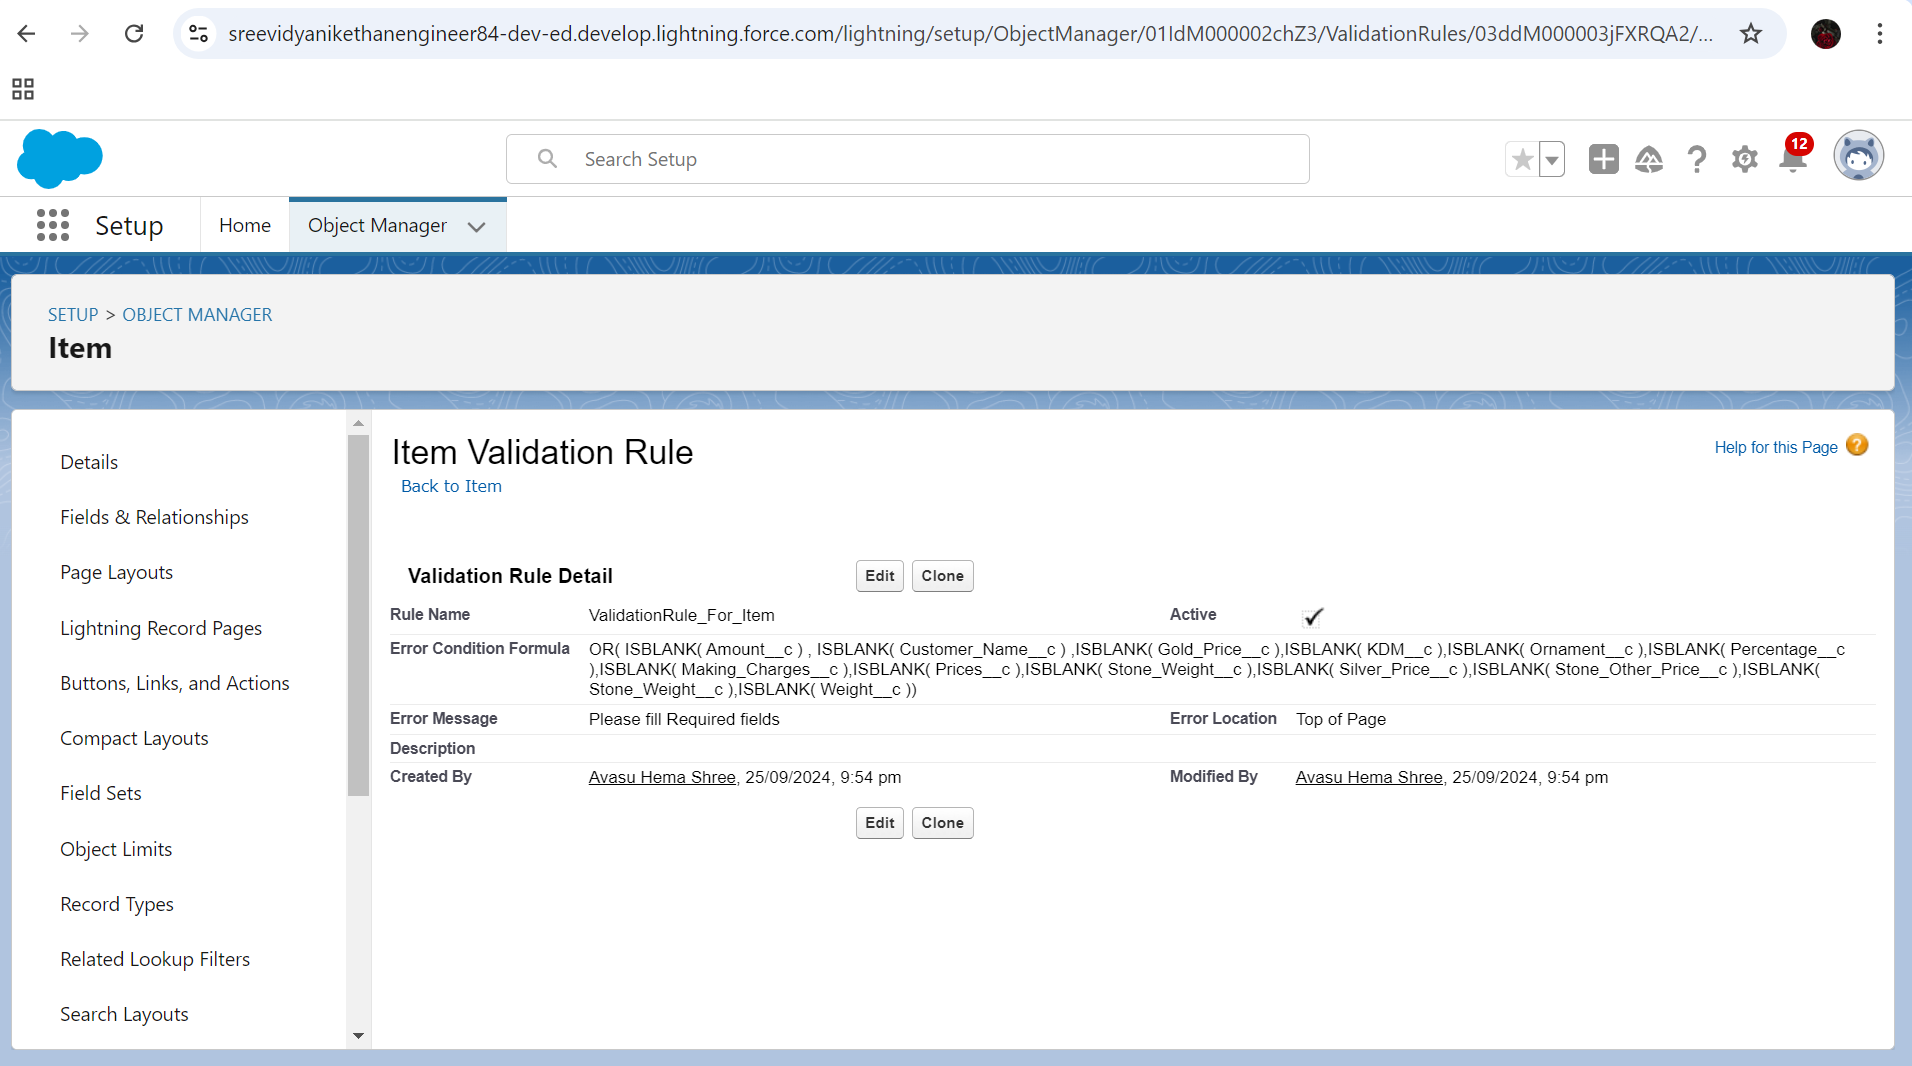 sreevidyanikethanengineer84-dev-ed.develop.lightning.force.com/lightning/setup/ObjectManager/01IdM000002chZ3/ValidationRules/03ddM000003jFXRQA2/...
Search Setup
12
Setup
Home
Object Manager
SETUP > OBJECT MANAGER
Item
Details
Fields & Relationships
Page Layouts
Lightning Record Pages
Buttons, Links, and Actions
Compact Layouts
Field Sets
Object Limits
Record Types
Related Lookup Filters
Search Layouts
Item Validation Rule
Help for this Page ?
Back to Item
Validation Rule Detail
Edit Clone
Rule Name ValidationRule_For_Item Active
Error Condition Formula OR( ISBLANK( Amount__c ) , ISBLANK( Customer_Name__c ) ,ISBLANK( Gold_Price__c ),ISBLANK( KDM__c ),ISBLANK( Ornament__c ),ISBLANK( Percentage__c
),ISBLANK( Making_Charges__c ),ISBLANK( Prices__c ),ISBLANK( Stone_Weight__c ),ISBLANK( Silver_Price__c ),ISBLANK( Stone_Other_Price__c ),ISBLANK(
Stone_Weight__c ),ISBLANK( Weight__c ))
Error Message Please fill Required fields Error Location Top of Page
Description
Created By Avasu Hema Shree, 25/09/2024, 9:54 pm Modified By Avasu Hema Shree, 25/09/2024, 9:54 pm
Edit Clone